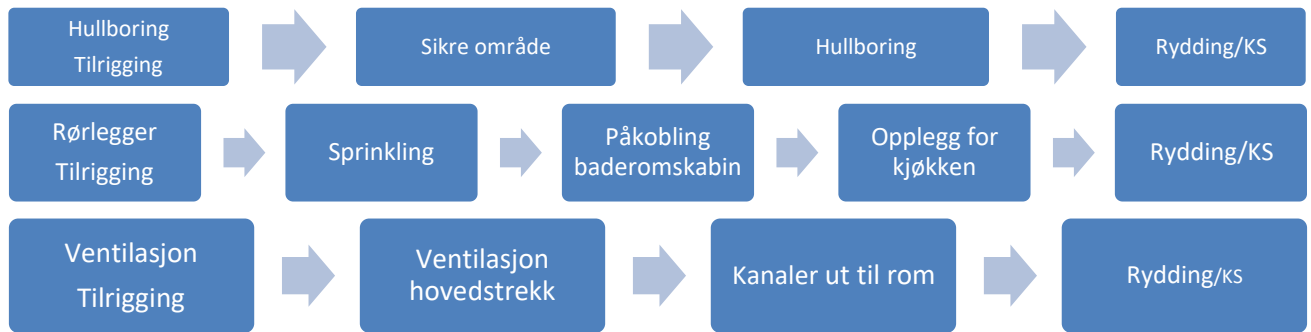 Hullboring
Tilrigging
Sikre område
Hullboring
Rydding/KS
Rørlegger
Tilrigging
Sprinkling
Påkobling
baderomskabin
Opplegg for
kjøkken
Rydding/KS
Ventilasjon
Tilrigging
Ventilasjon
hovedstrekk
Kanaler ut til rom
Rydding/KS